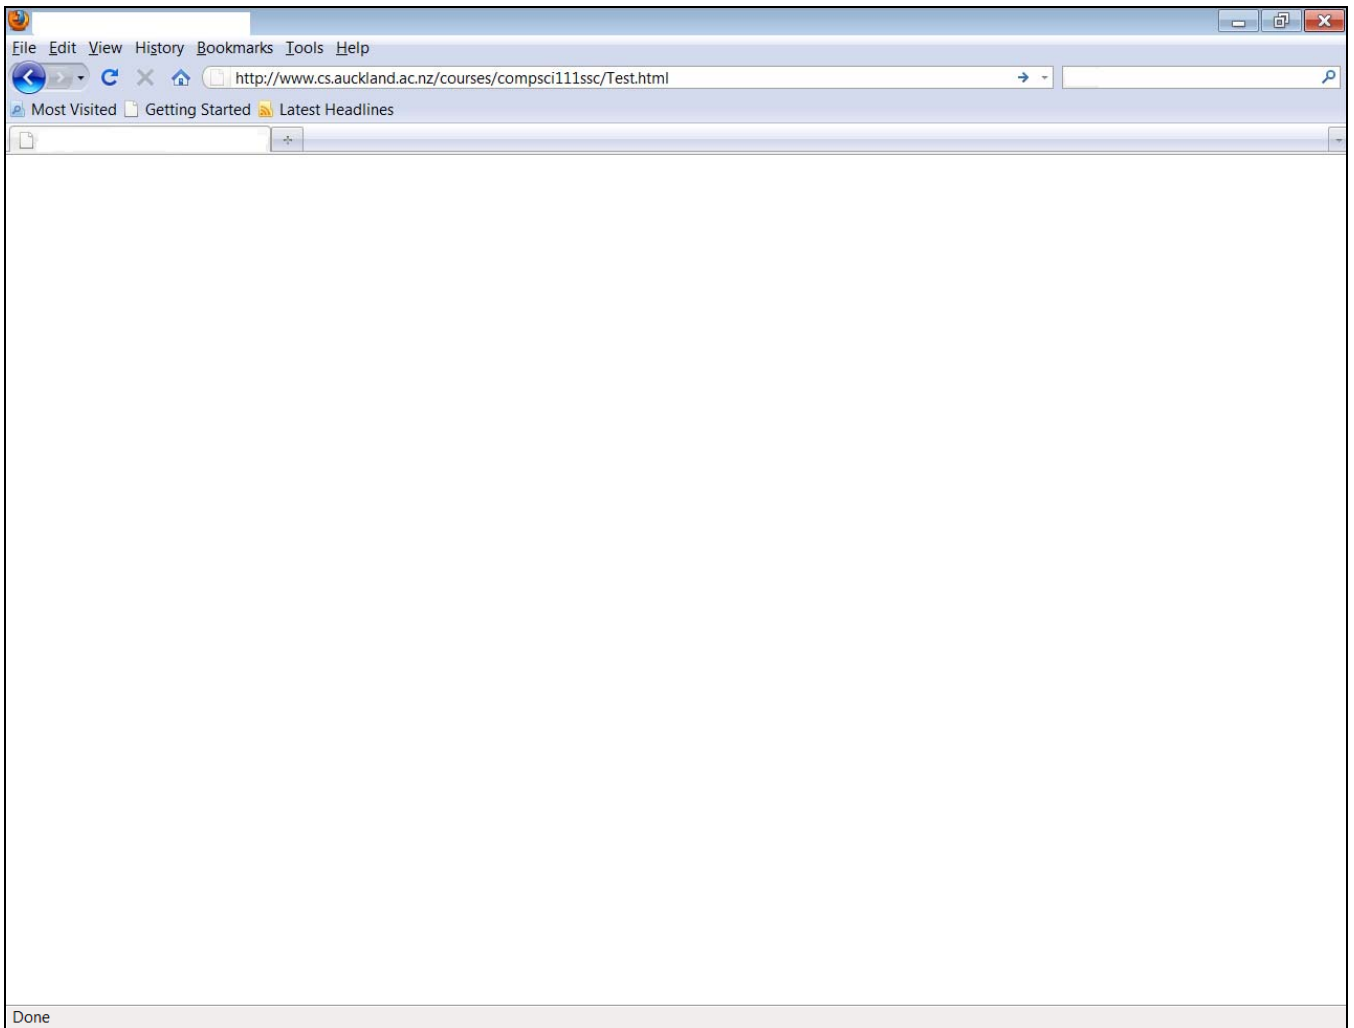 File Edit View History Bookmarks Tools Help
http://www.cs.auckland.ac.nz/courses/compsci111ssc/Test.html
Most Visited Getting Started Latest Headlines
Done